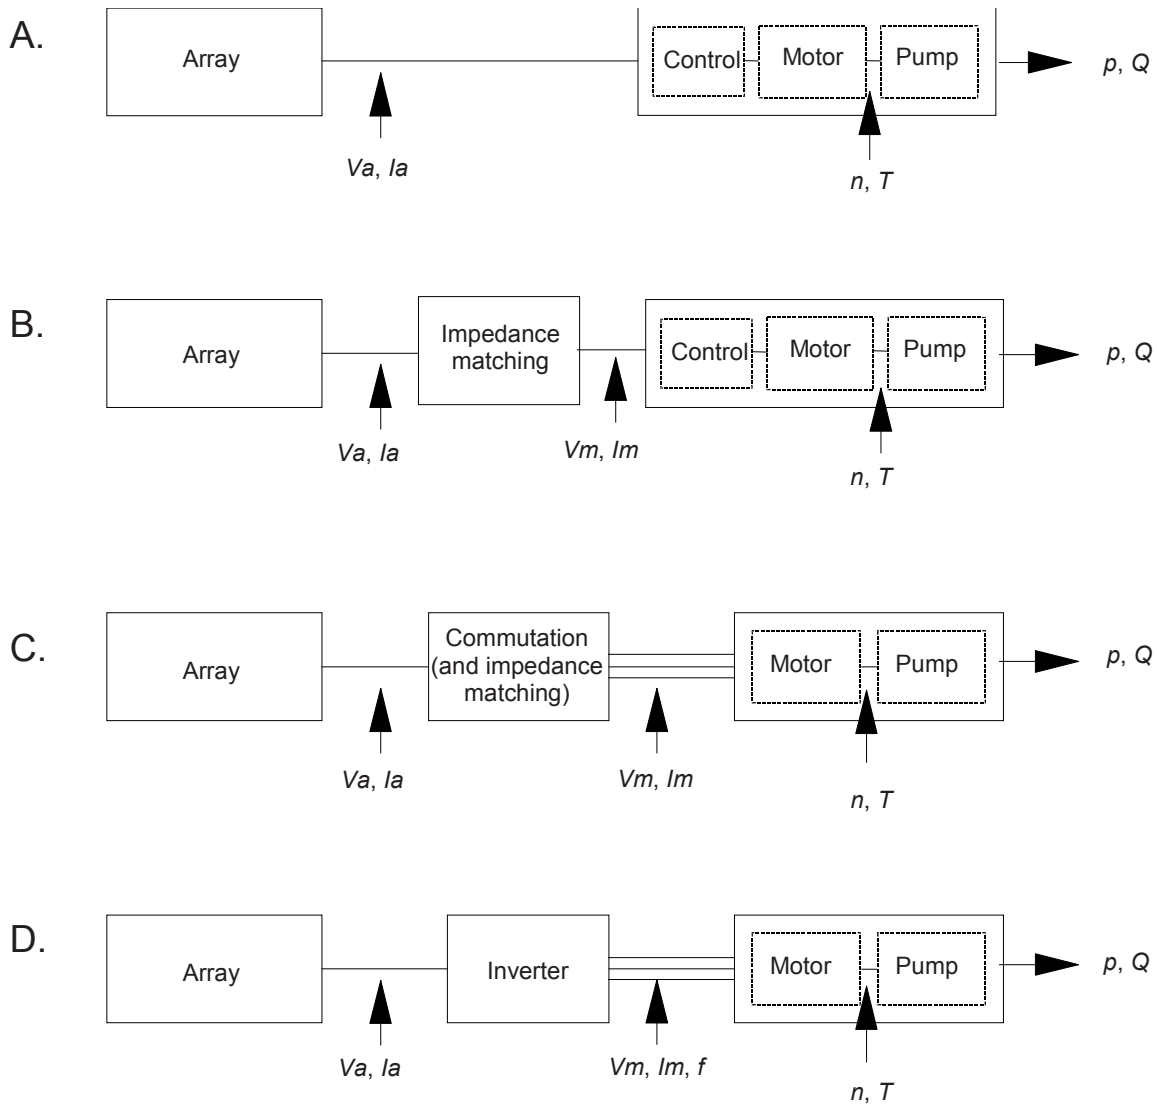 A.
Array
Control
Motor
Pump
p, Q
Va, Ia
n, T
B.
Array
Impedance
matching
Control
Motor
Pump
p, Q
Va, Ia
Vm, Im
n, T
C.
Array
Commutation
(and impedance
matching)
Motor
Pump
p, Q
Va, Ia
Vm, Im
n, T
D.
Array
Inverter
Motor
Pump
p, Q
Va, Ia
Vm, Im, f
n, T